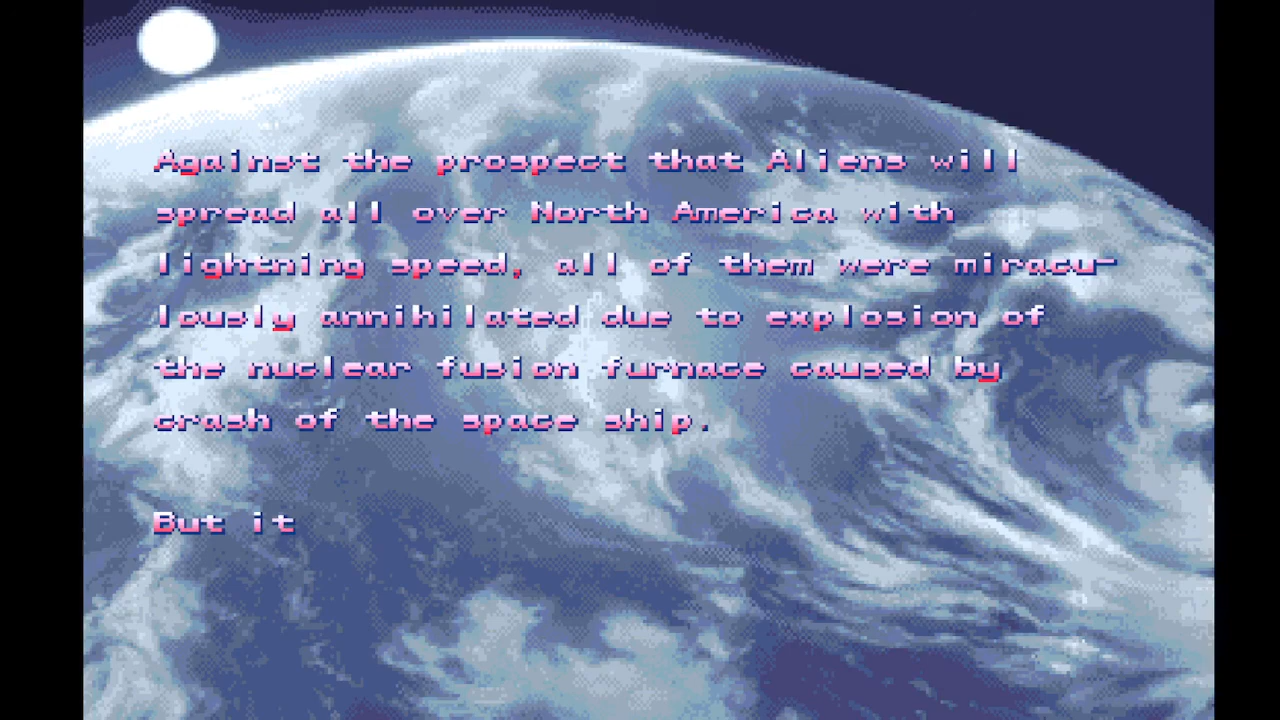 Against the prospect that Aliens will
spread all over North America with
lightning speed, all of them were miracu-
lously annihilated due to explosion of
the nuclear fusion furnace caused by
crash of the space ship.
But it